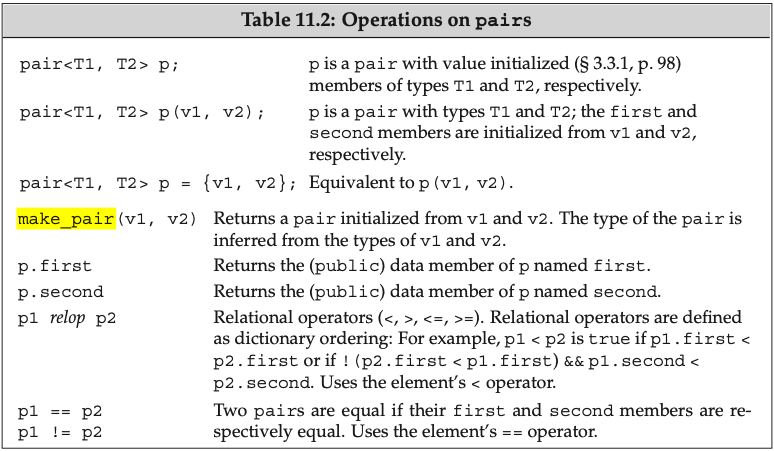 Table 11.2: Operations on pairs
pair<T1, T2> p; p is a pair with value initialized (§ 3.3.1, p. 98)
members of types T1 and T2, respectively.
pair<T1, T2> p(v1, v2); p is a pair with types T1 and T2; the first and
second members are initialized from v1 and v2,
respectively.
pair<T1, T2> p = {v1, v2}; Equivalent to p(v1, v2).
make_pair(v1, v2) Returns a pair initialized from v1 and v2. The type of the pair is
inferred from the types of v1 and v2.
p.first Returns the (public) data member of p named first.
p.second Returns the (public) data member of p named second.
p1 relop p2 Relational operators (<, >, <=, >=). Relational operators are defined
as dictionary ordering: For example, p1 < p2 is true if p1.first <
p2.first or if !(p2.first < p1.first) && p1.second <
p2.second. Uses the element's < operator.
p1 == p2 Two pairs are equal if their first and second members are re-
p1 != p2 spectively equal. Uses the element's == operator.